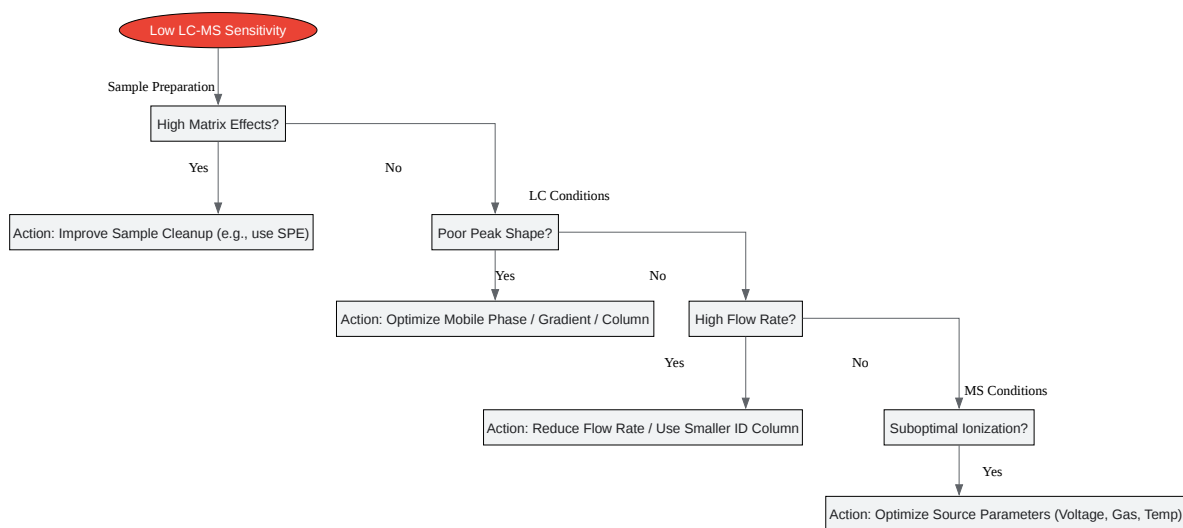 Low LC-MS Sensitivity
Sample Preparation
High Matrix Effects?
Yes
No
LC Conditions
Action: Improve Sample Cleanup (e.g., use SPE)
Poor Peak Shape?
Yes
No
Action: Optimize Mobile Phase / Gradient / Column
High Flow Rate?
Yes
No
MS Conditions
Action: Reduce Flow Rate / Use Smaller ID Column
Suboptimal Ionization?
Yes
Action: Optimize Source Parameters (Voltage, Gas, Temp)